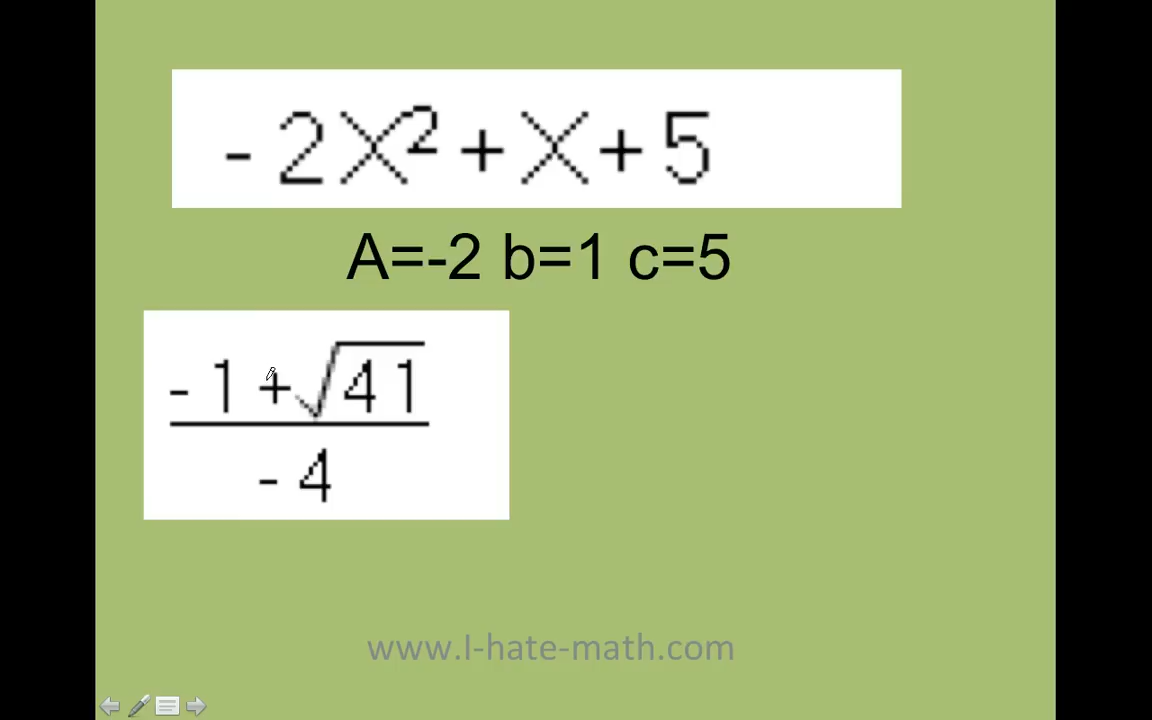 - 2X² + X + 5
A=-2 b=1 c=5
- 1 + √41
- 4
www.I-hate-math.com